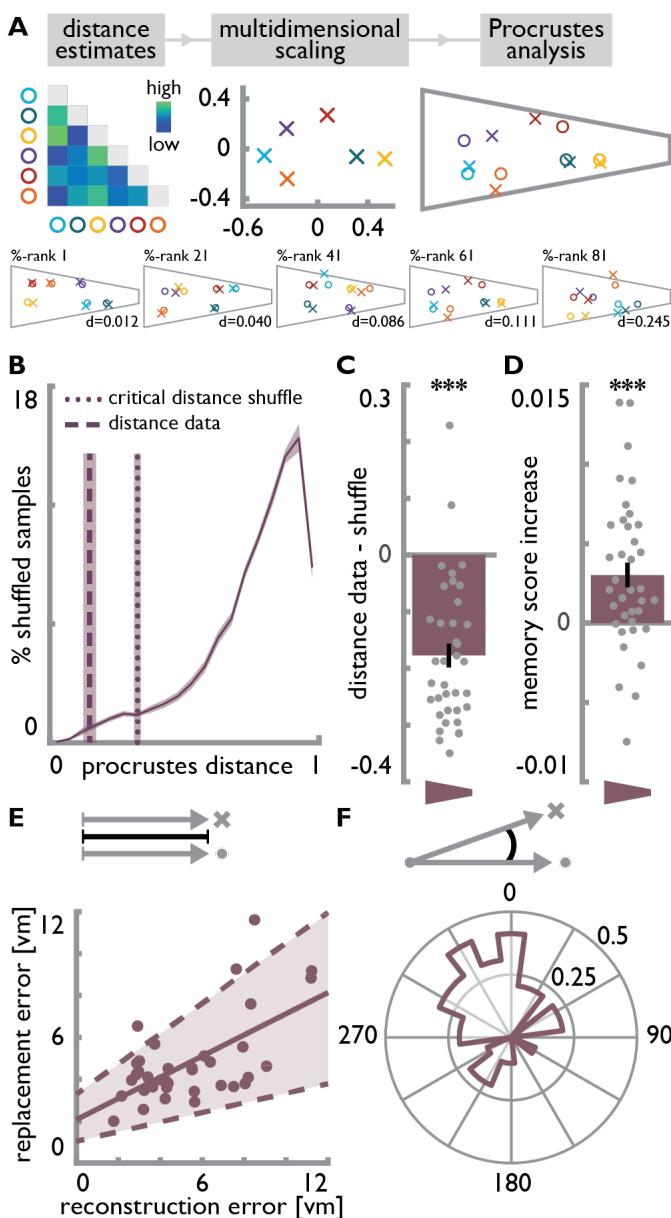 A
distance estimates
multidimensional scaling
Procrustes analysis
high
low
0.4
0
-0.4
-0.6
0
0.4
%-rank 1
d=0.012
%-rank 21
d=0.040
%-rank 41
d=0.086
%-rank 61
d=0.111
%-rank 81
d=0.245
B
18
% shuffled samples
0
critical distance shuffle
distance data
0
procrustes distance
1
C
***
0.3
distance data - shuffle
0
-0.4
D
***
0.015
memory score increase
0
-0.01
E
12
replacement error [vm]
6
0
0
6
12
reconstruction error [vm]
F
0
0.5
0.25
270
90
180